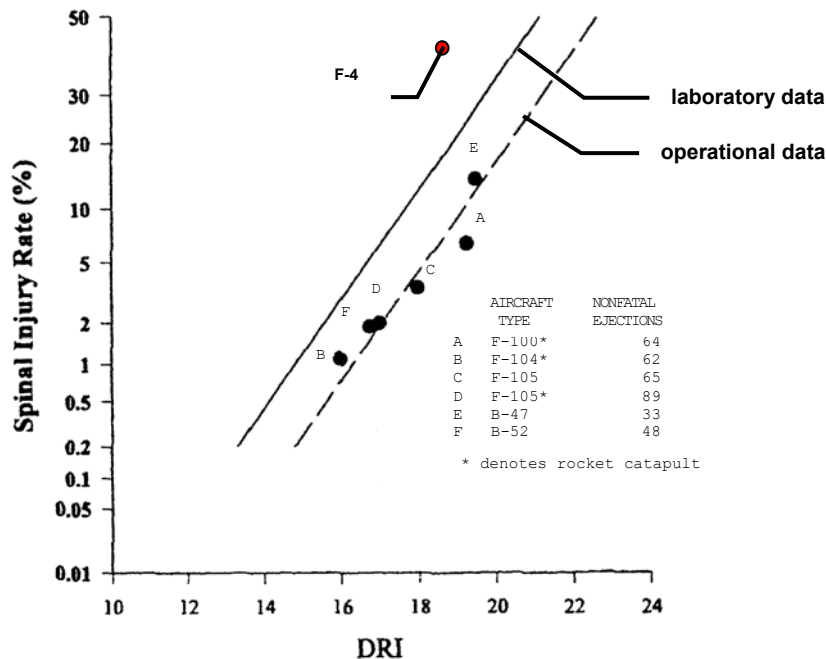 50
30
20
10
5
2
1
0.5
0.2
0.1
0.05
0.01
Spinal Injury Rate (%)
F-4
laboratory data
operational data
E
A
C
D
F
B
AIRCRAFT NONFATAL
TYPE EJECTIONS
A F-100* 64
B F-104* 62
C F-105 65
D F-105* 89
E B-47 33
F B-52 48
* denotes rocket catapult
10 12 14 16 18 20 22 24
DRI